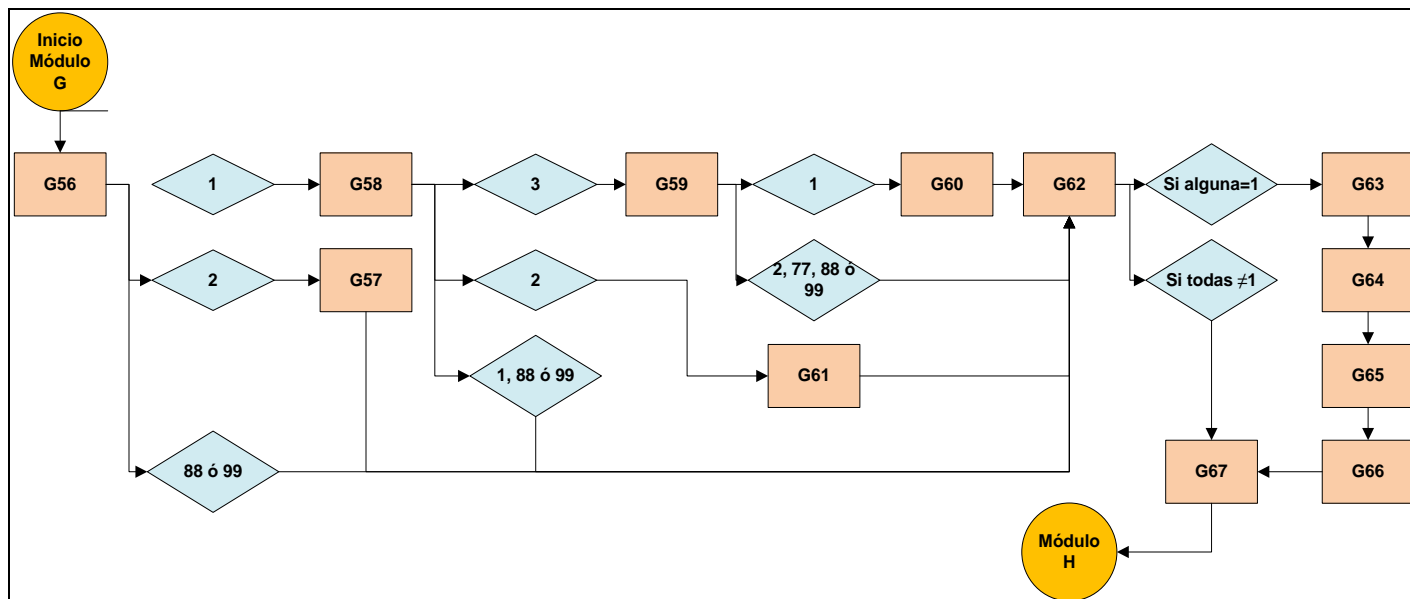 Inicio
Módulo
G
G56
1
G58
3
G59
1
G60
G62
Si alguna=1
G63
2
G57
2
2, 77, 88 ó
99
Si todas ≠1
G64
1, 88 ó 99
G61
G65
88 ó 99
G67
G66
Módulo
H